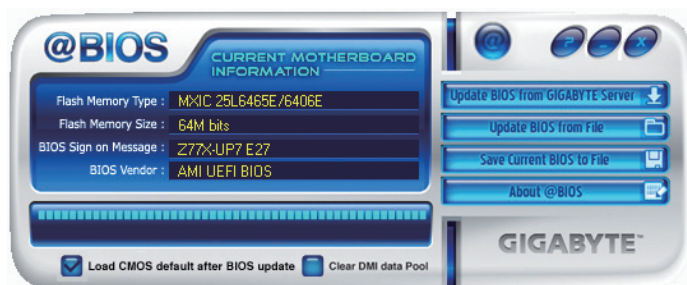 @BIOS
CURRENT MOTHERBOARD
INFORMATION
Flash Memory Type : MXIC 25L6465E/6406E
Flash Memory Size : 64M bits
BIOS Sign on Message : Z77X-UP7 E27
BIOS Vendor : AMI UEFI BIOS
Load CMOS default after BIOS update
Clear DMI data Pool
@
? - X
Update BIOS from GIGABYTE Server
Update BIOS from File
Save Current BIOS to File
About @BIOS
GIGABYTE™